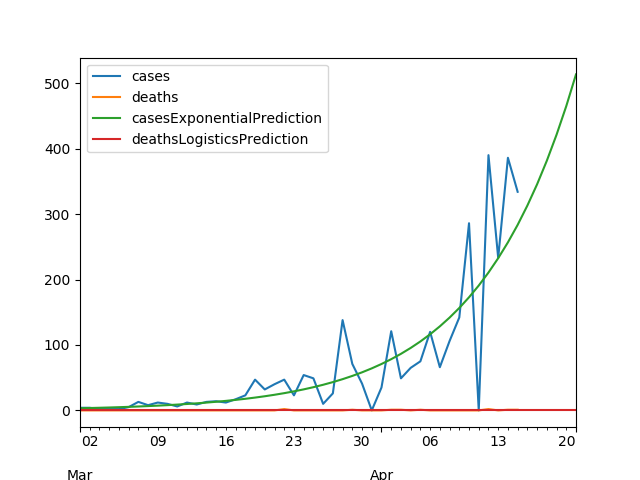 cases
deaths
casesExponentialPrediction
deathsLogisticsPrediction
500
400
300
200
100
0
02 09 16 23 30 06 13 20
Mar Apr